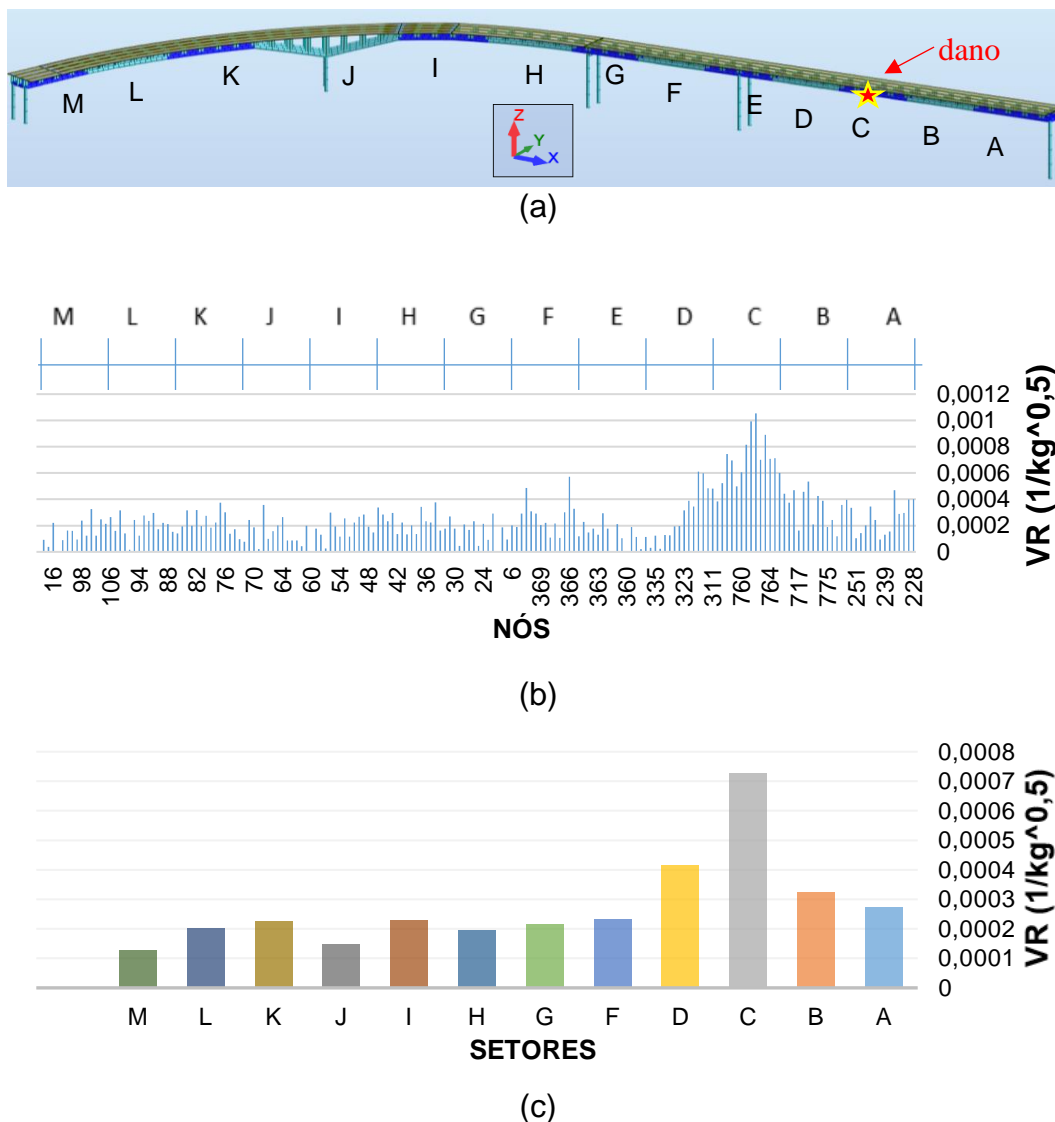 dano
M L K J I H G F E D C B A
Z
Y
X
(a)
M L K J I H G F E D C B A
0,0012
0,001
0,0008
0,0006
0,0004
0,0002
0
VR (1/kg^0,5)
16 98 106 94 88 82 76 70 64 60 54 48 42 36 30 24 6 369 366 363 360 335 323 311 760 764 717 775 251 239 228
NÓS
(b)
0,0008
0,0007
0,0006
0,0005
0,0004
0,0003
0,0002
0,0001
0
VR (1/kg^0,5)
M L K J I H G F D C B A
SETORES
(c)